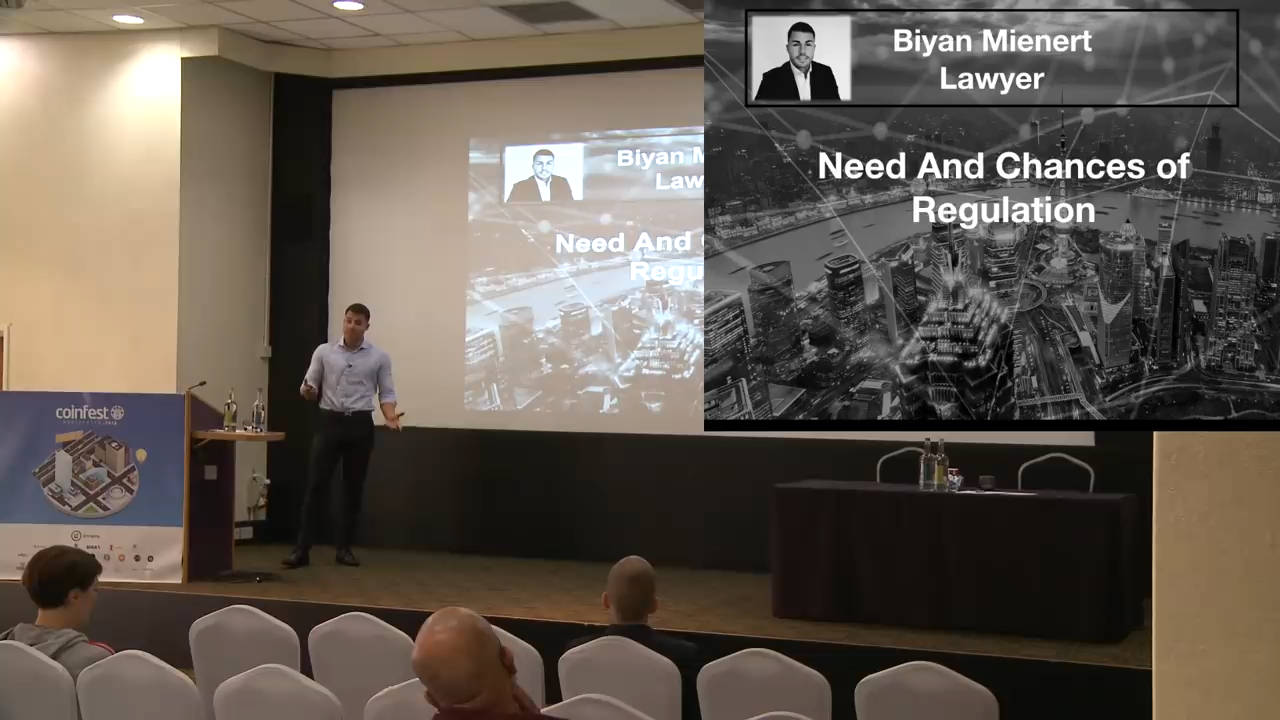 Biyan Mienert
Lawyer
Need And Chances of
Regulation
Biyan M
Law
Need And
Regu
coinfest